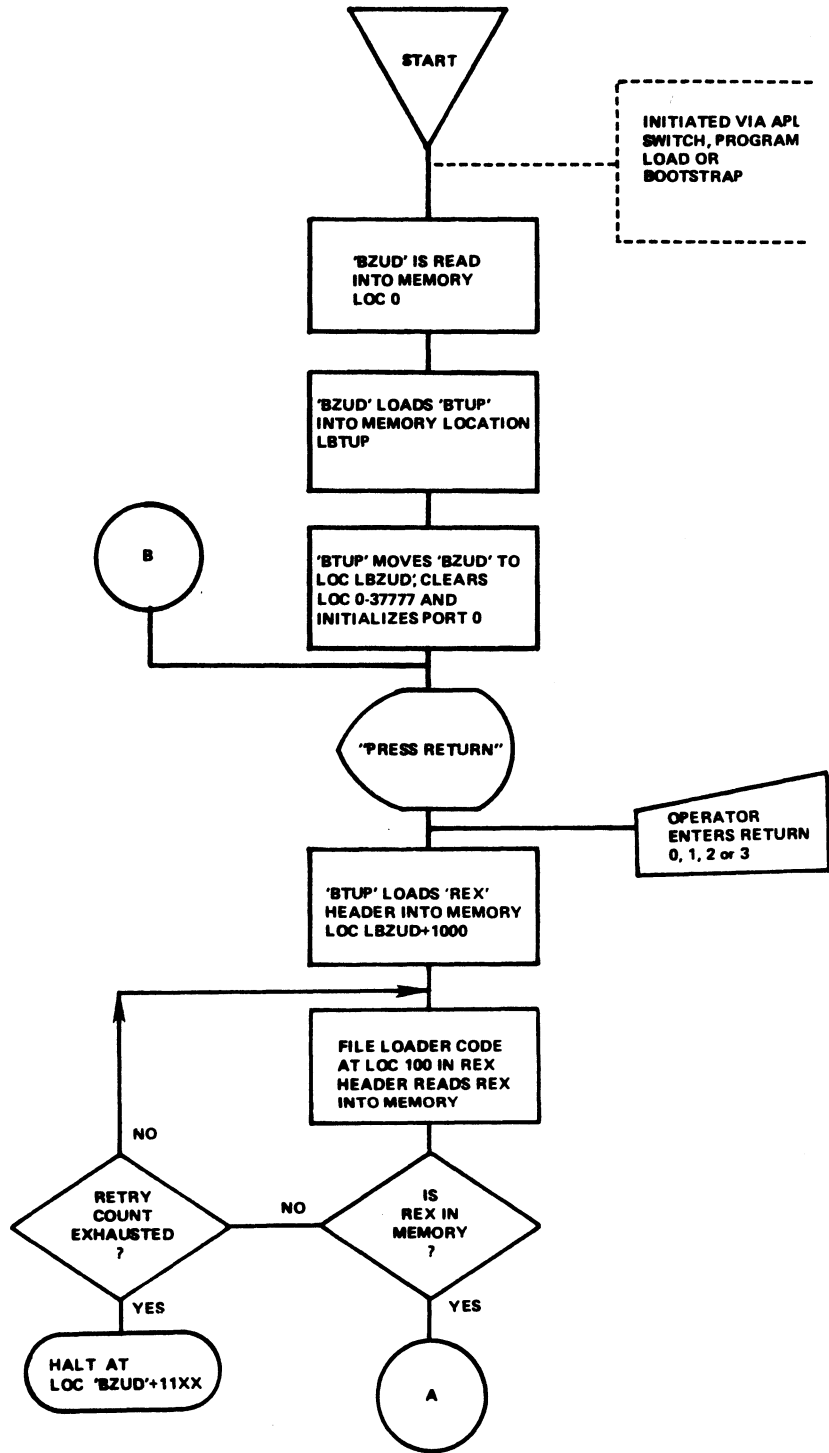 START
INITIATED VIA APL
SWITCH, PROGRAM
LOAD OR
BOOTSTRAP
'BZUD' IS READ
INTO MEMORY
LOC 0
'BZUD' LOADS 'BTUP'
INTO MEMORY LOCATION
LBTUP
B
'BTUP' MOVES 'BZUD' TO
LOC LBZUD; CLEARS
LOC 0-37777 AND
INITIALIZES PORT 0
"PRESS RETURN"
OPERATOR
ENTERS RETURN
0, 1, 2 or 3
'BTUP' LOADS 'REX'
HEADER INTO MEMORY
LOC LBZUD+1000
FILE LOADER CODE
AT LOC 100 IN REX
HEADER READS REX
INTO MEMORY
NO
RETRY
COUNT
EXHAUSTED
?
NO
IS
REX IN
MEMORY
?
YES
YES
HALT AT
LOC 'BZUD'+11XX
A